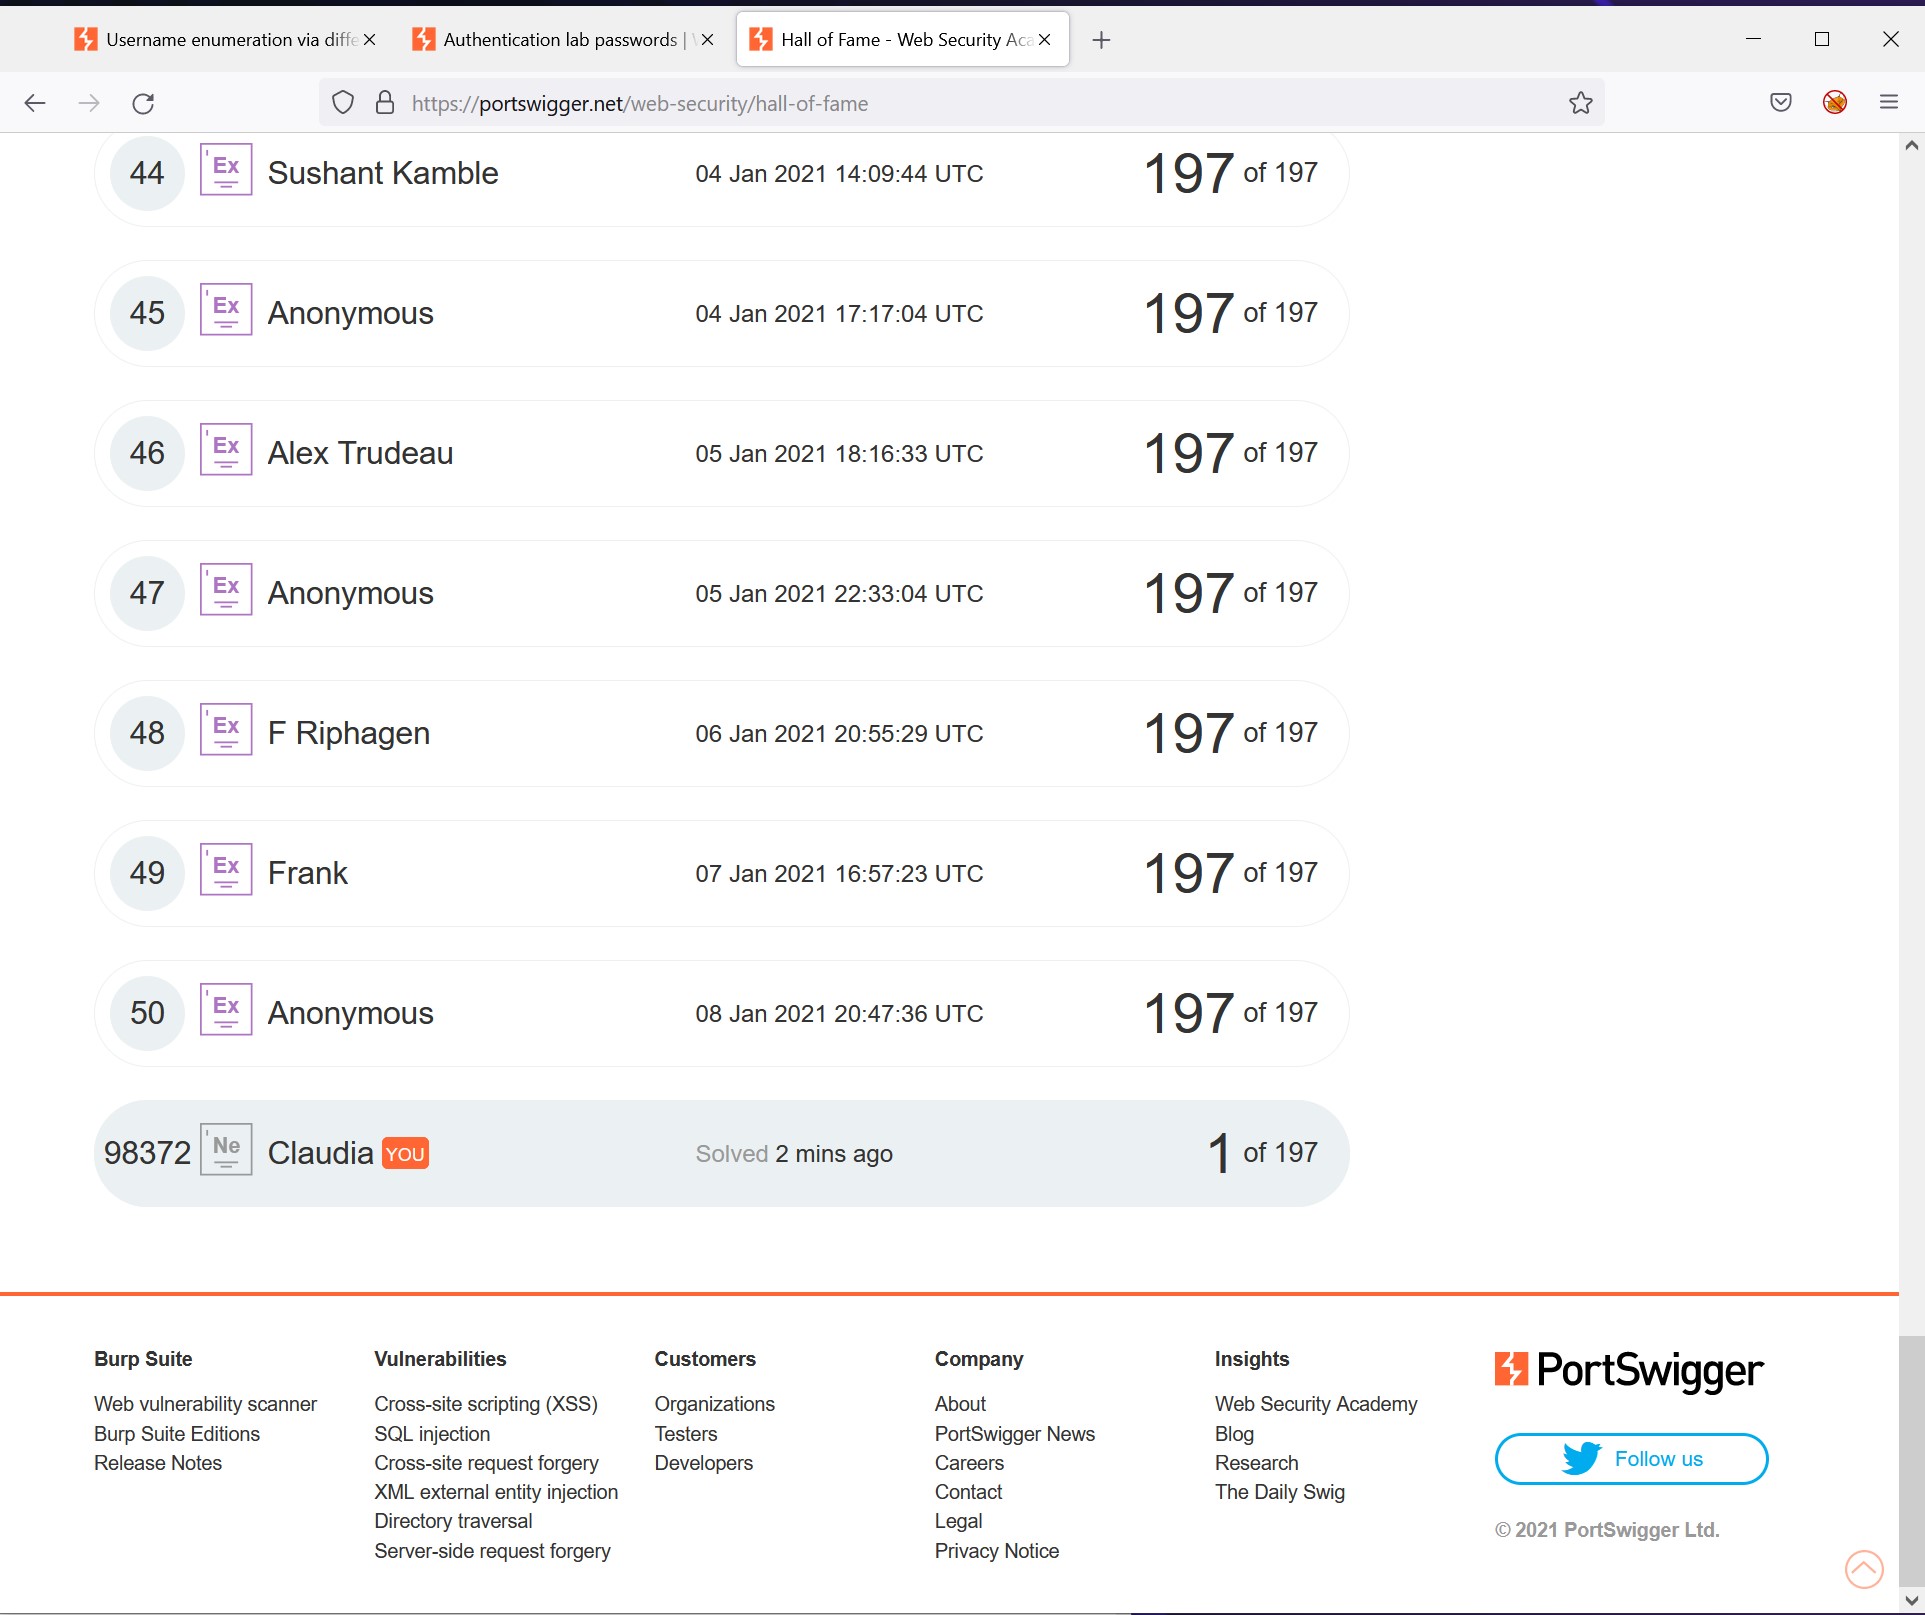 Username enumeration via diffe
Authentication lab passwords |
Hall of Fame - Web Security Aca
https://portswigger.net/web-security/hall-of-fame
44 Ex Sushant Kamble 04 Jan 2021 14:09:44 UTC 197 of 197
45 Ex Anonymous 04 Jan 2021 17:17:04 UTC 197 of 197
46 Ex Alex Trudeau 05 Jan 2021 18:16:33 UTC 197 of 197
47 Ex Anonymous 05 Jan 2021 22:33:04 UTC 197 of 197
48 Ex F Riphagen 06 Jan 2021 20:55:29 UTC 197 of 197
49 Ex Frank 07 Jan 2021 16:57:23 UTC 197 of 197
50 Ex Anonymous 08 Jan 2021 20:47:36 UTC 197 of 197
98372 Ne Claudia YOU Solved 2 mins ago 1 of 197
Burp Suite
Web vulnerability scanner
Burp Suite Editions
Release Notes
Vulnerabilities
Cross-site scripting (XSS)
SQL injection
Cross-site request forgery
XML external entity injection
Directory traversal
Server-side request forgery
Customers
Organizations
Testers
Developers
Company
About
PortSwigger News
Careers
Contact
Legal
Privacy Notice
Insights
Web Security Academy
Blog
Research
The Daily Swig
PortSwigger
Follow us
© 2021 PortSwigger Ltd.